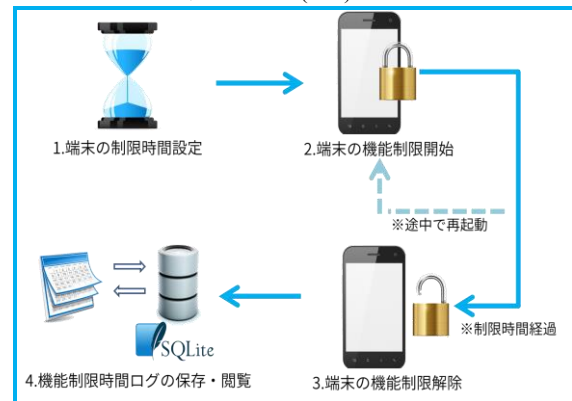 1.端末の制限時間設定
2.端末の機能制限開始
※途中で再起動
※制限時間経過
SQLite
4.機能制限時間ログの保存・閲覧
3.端末の機能制限解除